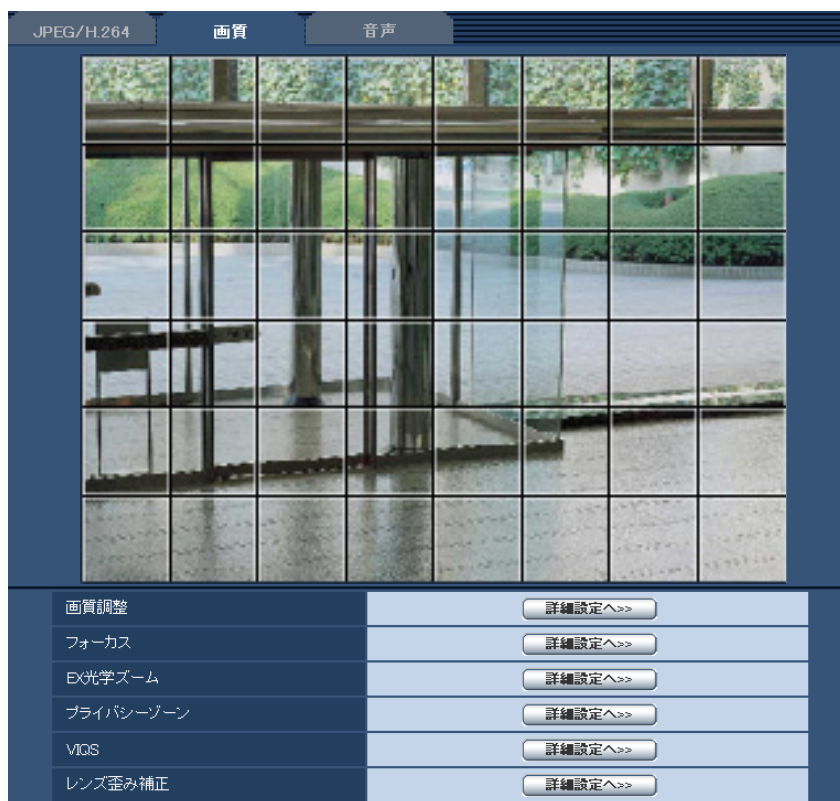 JPEG/H.264 画質 音声
画質調整 詳細設定へ>>
フォーカス 詳細設定へ>>
EX光学ズーム 詳細設定へ>>
プライバシーゾーン 詳細設定へ>>
VIQS 詳細設定へ>>
レンズ歪み補正 詳細設定へ>>